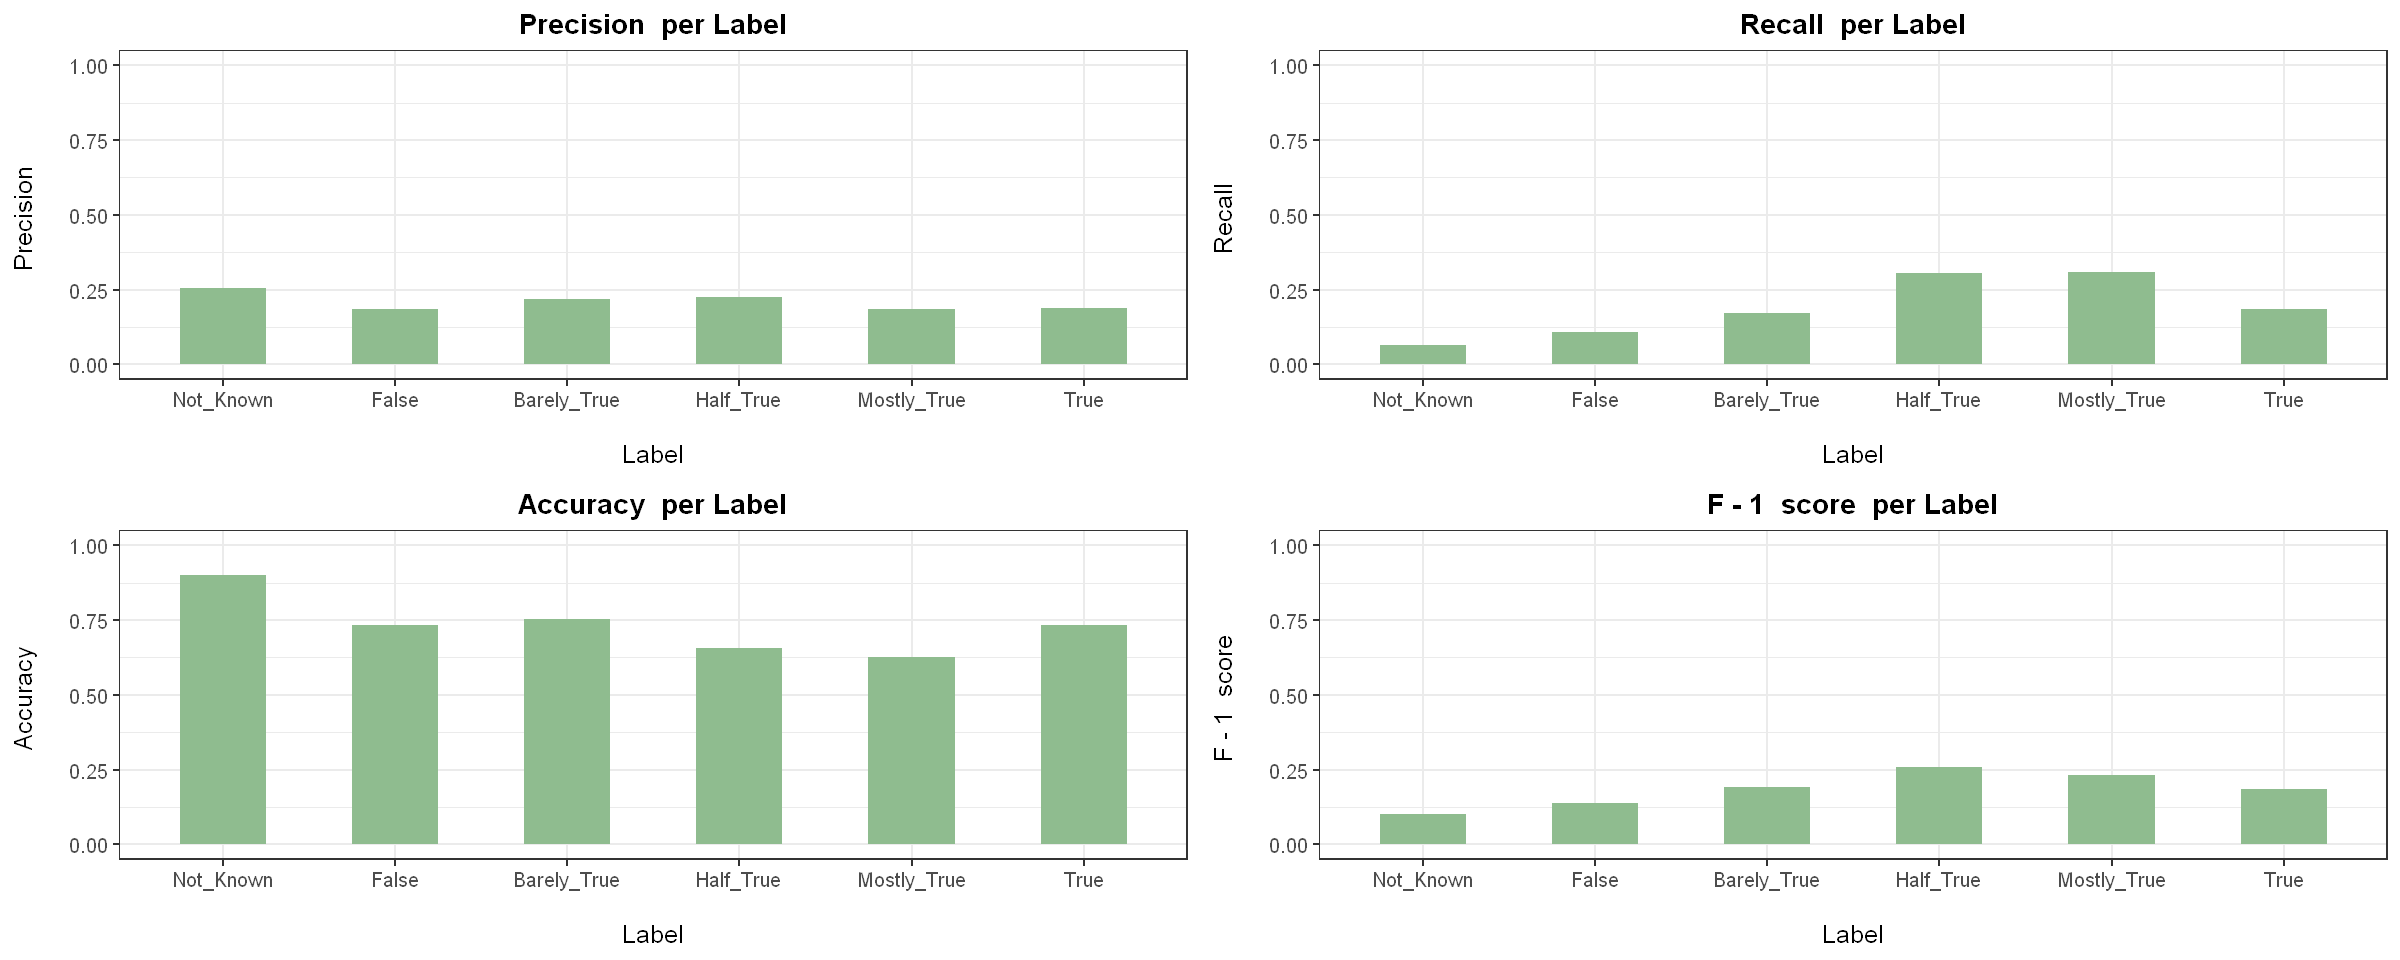 Precision  per Label
1.00
0.75
0.50
0.25
0.00
Precision
Not_Known False Barely_True Half_True Mostly_True True
Label
Recall  per Label
1.00
0.75
0.50
0.25
0.00
Recall
Not_Known False Barely_True Half_True Mostly_True True
Label
Accuracy  per Label
1.00
0.75
0.50
0.25
0.00
Accuracy
Not_Known False Barely_True Half_True Mostly_True True
Label
F - 1  score  per Label
1.00
0.75
0.50
0.25
0.00
F - 1  score
Not_Known False Barely_True Half_True Mostly_True True
Label